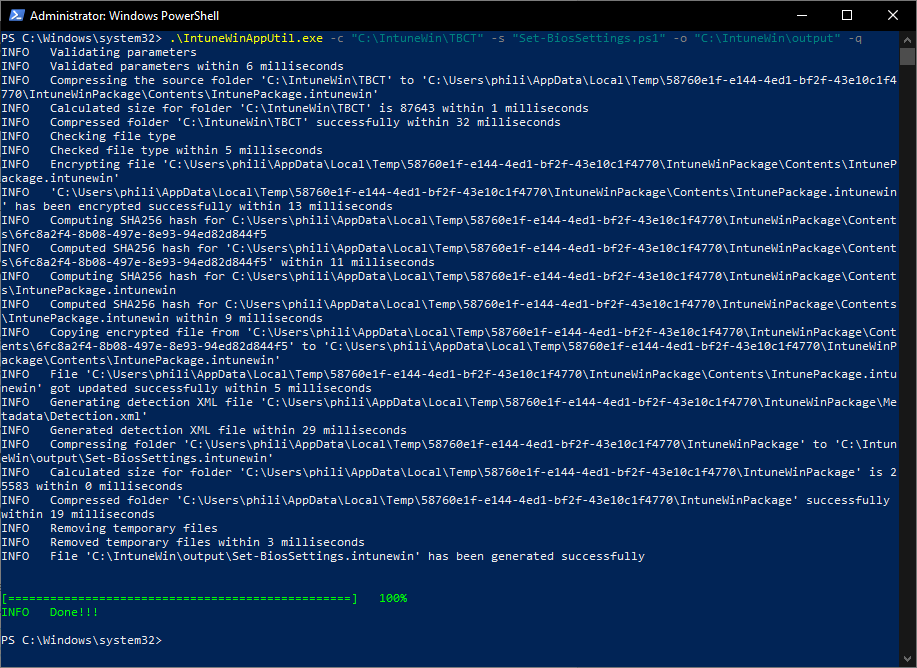 Administrator: Windows PowerShell
PS C:\Windows\system32> .\IntuneWinAppUtil.exe -c "C:\IntuneWin\TBCT" -s "Set-BiosSettings.ps1" -o "C:\IntuneWin\output" -q
INFO   Validating parameters
INFO   Validated parameters within 6 milliseconds
INFO   Compressing the source folder 'C:\IntuneWin\TBCT' to 'C:\Users\phili\AppData\Local\Temp\58760e1f-e144-4ed1-bf2f-43e10c1f4
770\IntuneWinPackage\Contents\IntunePackage.intunewin'
INFO   Calculated size for folder 'C:\IntuneWin\TBCT' is 87643 within 1 milliseconds
INFO   Compressed folder 'C:\IntuneWin\TBCT' successfully within 32 milliseconds
INFO   Checking file type
INFO   Checked file type within 5 milliseconds
INFO   Encrypting file 'C:\Users\phili\AppData\Local\Temp\58760e1f-e144-4ed1-bf2f-43e10c1f4770\IntuneWinPackage\Contents\IntuneP
ackage.intunewin'
INFO   'C:\Users\phili\AppData\Local\Temp\58760e1f-e144-4ed1-bf2f-43e10c1f4770\IntuneWinPackage\Contents\IntunePackage.intunewin
' has been encrypted successfully within 13 milliseconds
INFO   Computing SHA256 hash for C:\Users\phili\AppData\Local\Temp\58760e1f-e144-4ed1-bf2f-43e10c1f4770\IntuneWinPackage\Content
s\6fc8a2f4-8b08-497e-8e93-94ed82d844f5
INFO   Computed SHA256 hash for 'C:\Users\phili\AppData\Local\Temp\58760e1f-e144-4ed1-bf2f-43e10c1f4770\IntuneWinPackage\Content
s\6fc8a2f4-8b08-497e-8e93-94ed82d844f5' within 11 milliseconds
INFO   Computing SHA256 hash for C:\Users\phili\AppData\Local\Temp\58760e1f-e144-4ed1-bf2f-43e10c1f4770\IntuneWinPackage\Content
s\IntunePackage.intunewin
INFO   Computed SHA256 hash for C:\Users\phili\AppData\Local\Temp\58760e1f-e144-4ed1-bf2f-43e10c1f4770\IntuneWinPackage\Contents
\IntunePackage.intunewin within 9 milliseconds
INFO   Copying encrypted file from 'C:\Users\phili\AppData\Local\Temp\58760e1f-e144-4ed1-bf2f-43e10c1f4770\IntuneWinPackage\Cont
ents\6fc8a2f4-8b08-497e-8e93-94ed82d844f5' to 'C:\Users\phili\AppData\Local\Temp\58760e1f-e144-4ed1-bf2f-43e10c1f4770\IntuneWinP
ackage\Contents\IntunePackage.intunewin'
INFO   File 'C:\Users\phili\AppData\Local\Temp\58760e1f-e144-4ed1-bf2f-43e10c1f4770\IntuneWinPackage\Contents\IntunePackage.intu
newin' got updated successfully within 5 milliseconds
INFO   Generating detection XML file 'C:\Users\phili\AppData\Local\Temp\58760e1f-e144-4ed1-bf2f-43e10c1f4770\IntuneWinPackage\Me
tadata\Detection.xml'
INFO   Generated detection XML file within 29 milliseconds
INFO   Compressing folder 'C:\Users\phili\AppData\Local\Temp\58760e1f-e144-4ed1-bf2f-43e10c1f4770\IntuneWinPackage' to 'C:\Intun
eWin\output\Set-BiosSettings.intunewin'
INFO   Calculated size for folder 'C:\Users\phili\AppData\Local\Temp\58760e1f-e144-4ed1-bf2f-43e10c1f4770\IntuneWinPackage' is 2
5583 within 0 milliseconds
INFO   Compressed folder 'C:\Users\phili\AppData\Local\Temp\58760e1f-e144-4ed1-bf2f-43e10c1f4770\IntuneWinPackage' successfully
within 19 milliseconds
INFO   Removing temporary files
INFO   Removed temporary files within 3 milliseconds
INFO   File 'C:\IntuneWin\output\Set-BiosSettings.intunewin' has been generated successfully
[=================================================]   100%
INFO   Done!!!
PS C:\Windows\system32>